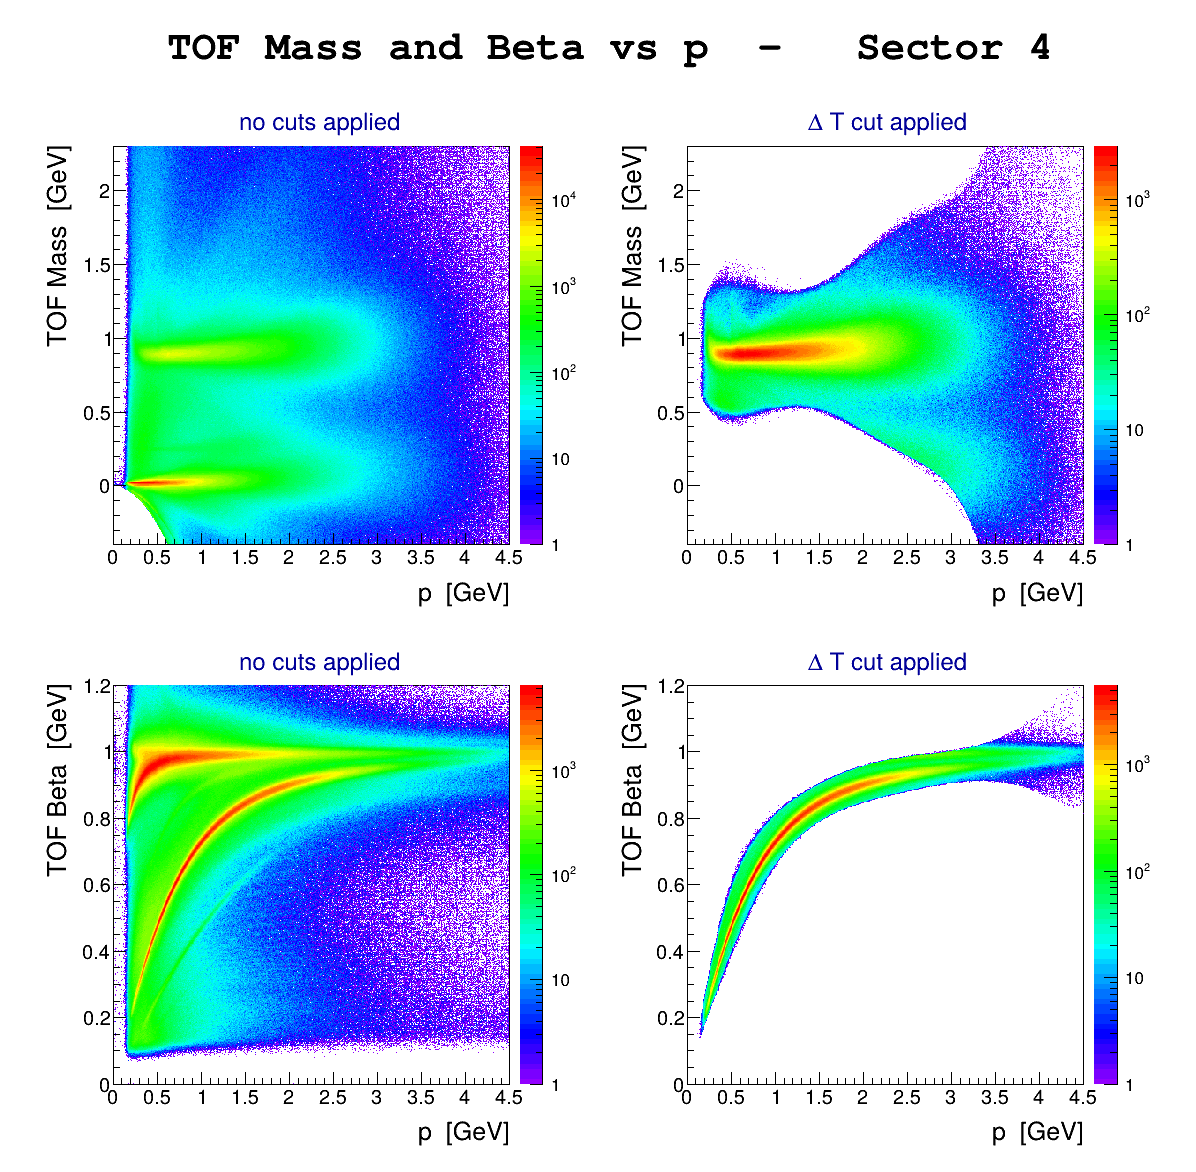 TOF Mass and Beta vs p - Sector 4
no cuts applied
Δ T cut applied
TOF Mass [GeV]
2
1.5
1
0.5
0
0 0.5 1 1.5 2 2.5 3 3.5 4 4.5
p [GeV]
10⁴
10³
10²
10
1
TOF Mass [GeV]
2
1.5
1
0.5
0
0 0.5 1 1.5 2 2.5 3 3.5 4 4.5
p [GeV]
10³
10²
10
1
no cuts applied
Δ T cut applied
TOF Beta [GeV]
1.2
1
0.8
0.6
0.4
0.2
0
0 0.5 1 1.5 2 2.5 3 3.5 4 4.5
p [GeV]
10³
10²
10
1
TOF Beta [GeV]
1.2
1
0.8
0.6
0.4
0.2
0
0 0.5 1 1.5 2 2.5 3 3.5 4 4.5
p [GeV]
10³
10²
10
1